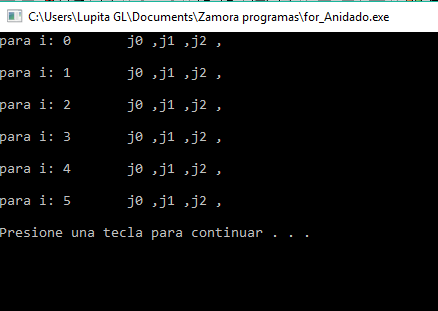 C:\Users\Lupita GL\Documents\Zamora programas\for_Anidado.exe
para i: 0 j0 ,j1 ,j2 ,
para i: 1 j0 ,j1 ,j2 ,
para i: 2 j0 ,j1 ,j2 ,
para i: 3 j0 ,j1 ,j2 ,
para i: 4 j0 ,j1 ,j2 ,
para i: 5 j0 ,j1 ,j2 ,
Presione una tecla para continuar . . .